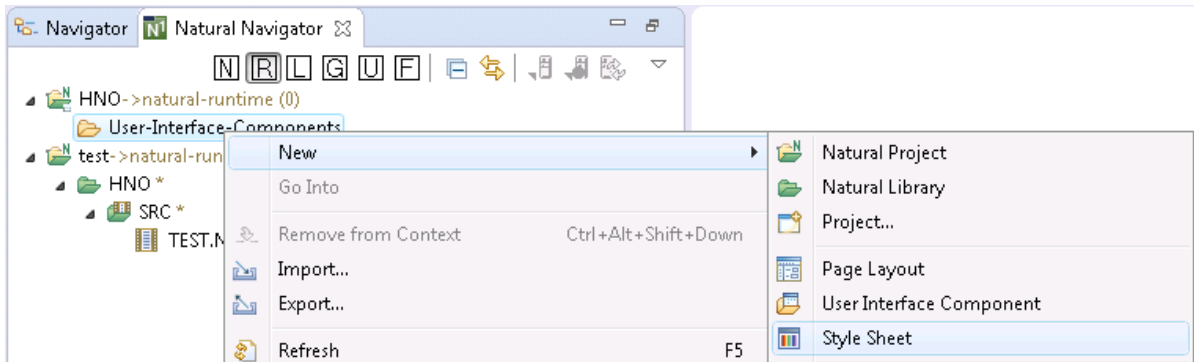 Navigator
Natural Navigator
N R L G U F
HNO->natural-runtime (0)
User-Interface-Components
test->natural-run
HNO *
SRC *
TEST.N
New
Go Into
Remove from Context Ctrl+Alt+Shift+Down
Import...
Export...
Refresh F5
Natural Project
Natural Library
Project...
Page Layout
User Interface Component
Style Sheet